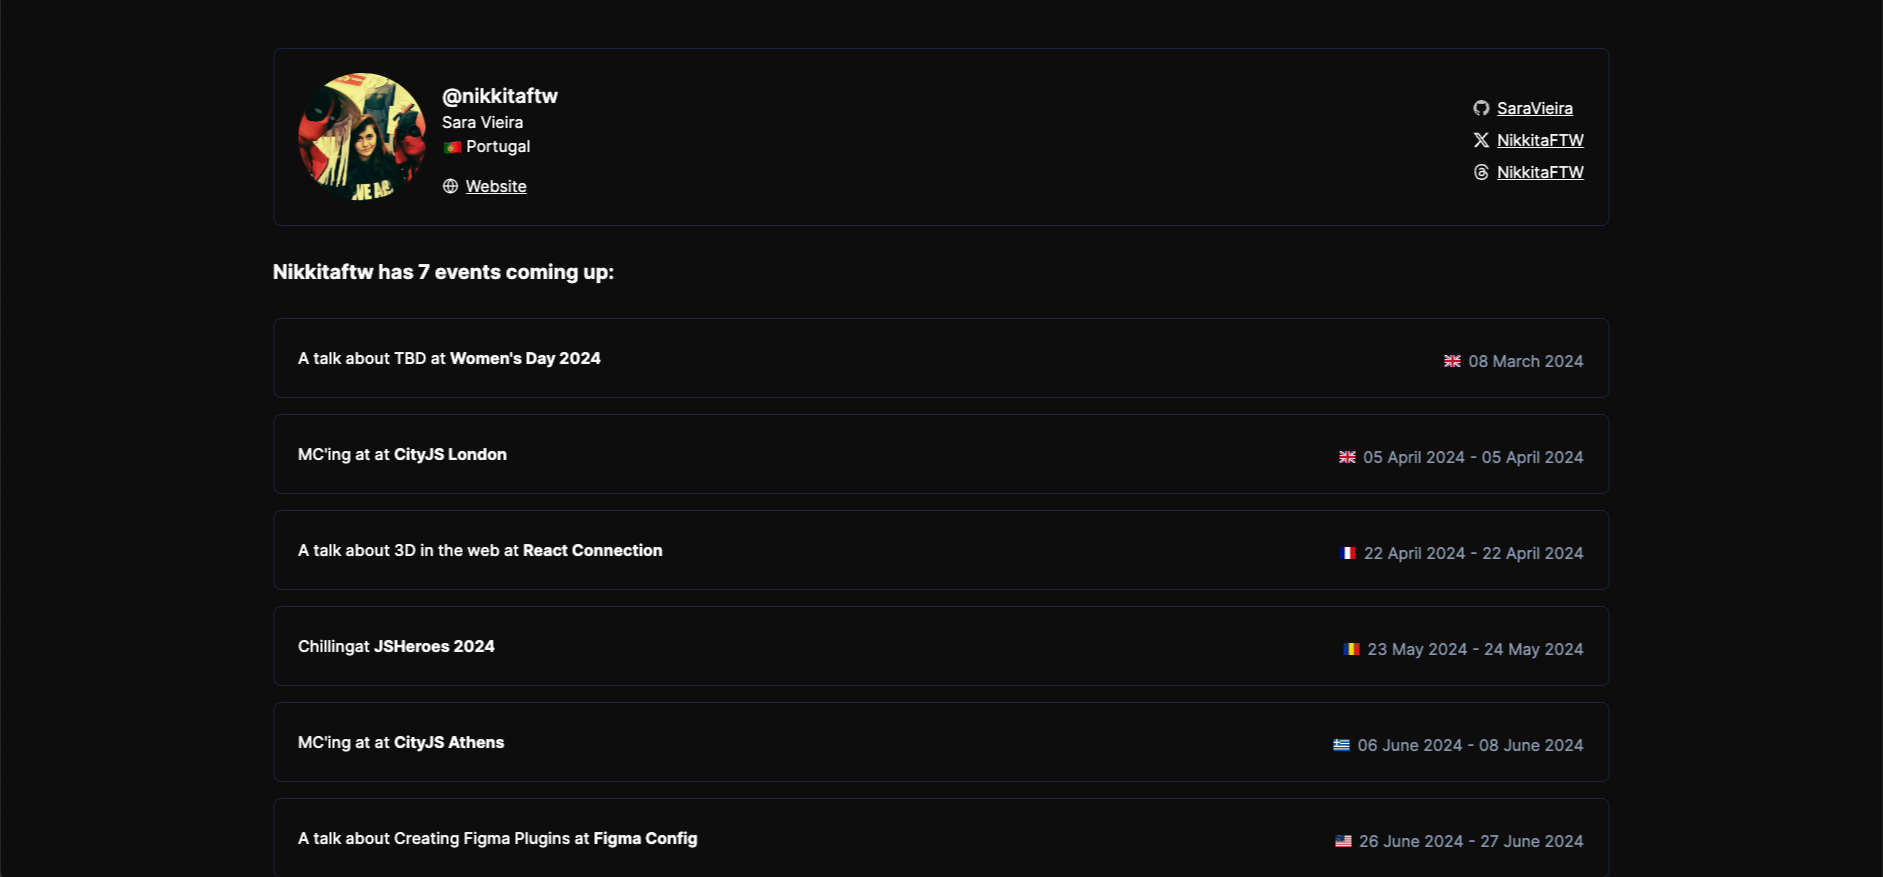 @nikkitaftw
Sara Vieira
Portugal
Website
SaraVieira
NikkitaFTW
NikkitaFTW
Nikkitaftw has 7 events coming up:
A talk about TBD at Women's Day 2024
08 March 2024
MC'ing at at CityJS London
05 April 2024 - 05 April 2024
A talk about 3D in the web at React Connection
22 April 2024 - 22 April 2024
Chillingat JSHeroes 2024
23 May 2024 - 24 May 2024
MC'ing at at CityJS Athens
06 June 2024 - 08 June 2024
A talk about Creating Figma Plugins at Figma Config
26 June 2024 - 27 June 2024